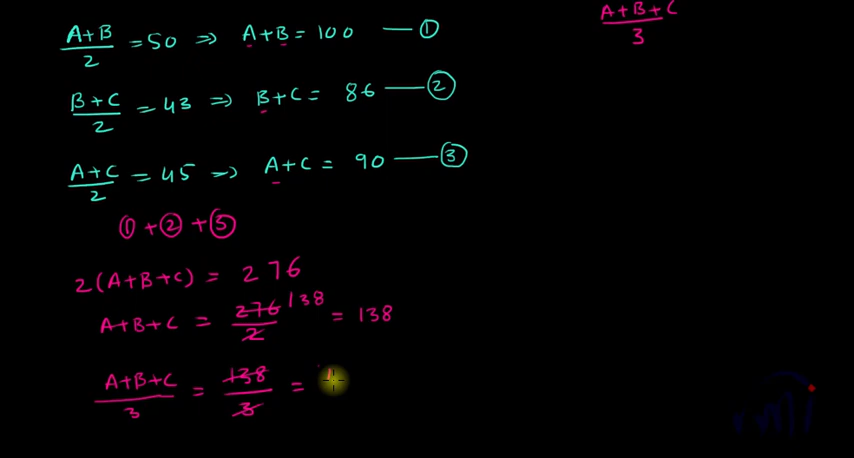 A+B/2 = 50 ⇒ A+B = 100 — ①
A+B+C/3
B+C/2 = 43 ⇒ B+C = 86 — ②
A+C/2 = 45 → A+C = 90 — ③
① + ② + ③
2(A+B+C) = 276
A+B+C = 276/2 138 = 138
A+B+C/3 = 138/3 =